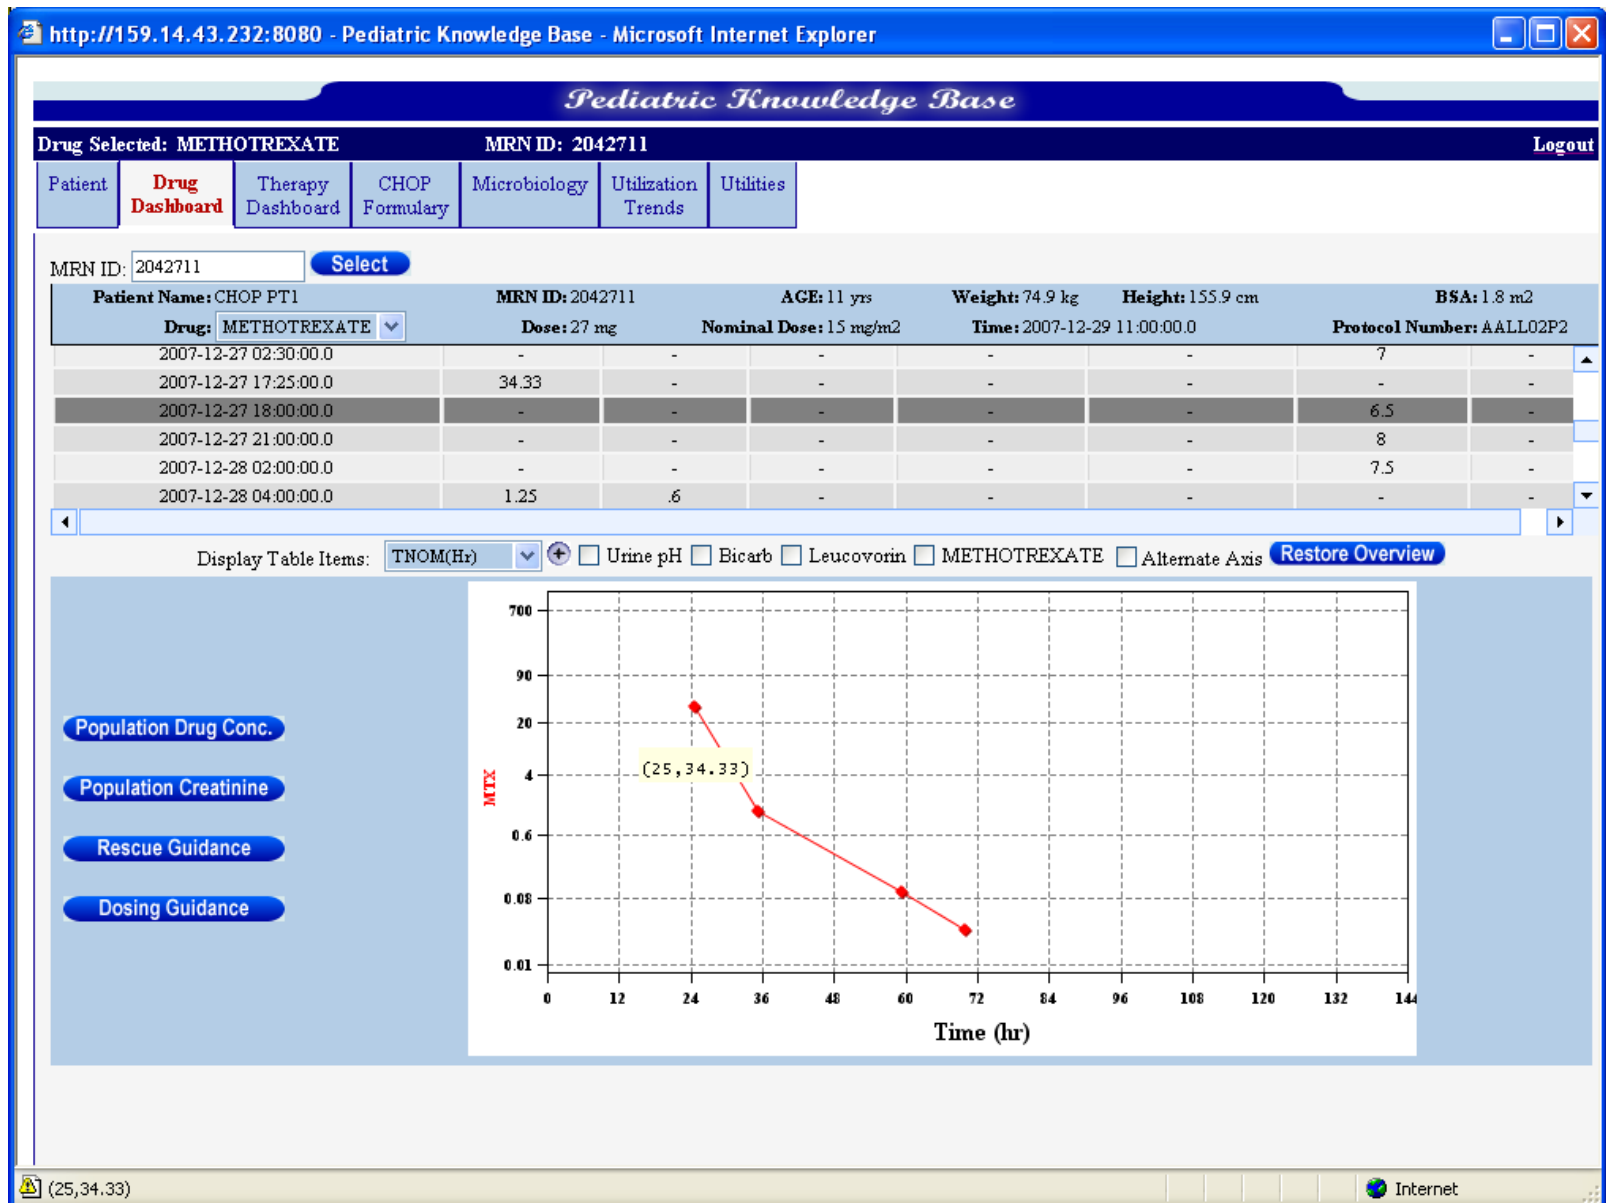 http://159.14.43.232:8080 - Pediatric Knowledge Base - Microsoft Internet Explorer
Pediatric Knowledge Base
Drug Selected: METHOTREXATE MRN ID: 2042711 Logout
Patient Drug Dashboard Therapy Dashboard CHOP Formulary Microbiology Utilization Trends Utilities
MRN ID: 2042711 Select
Patient Name: CHOP PT1 MRN ID: 2042711 AGE: 11 yrs Weight: 74.9 kg Height: 155.9 cm BSA: 1.8 m2
Drug: METHOTREXATE Dose: 27 mg Nominal Dose: 15 mg/m2 Time: 2007-12-29 11:00:00.0 Protocol Number: AALL02P2
2007-12-27 02:30:00.0 - - - - - 7 -
2007-12-27 17:25:00.0 34.33 - - - - - -
2007-12-27 18:00:00.0 - - - - - 6.5 -
2007-12-27 21:00:00.0 - - - - - 8 -
2007-12-28 02:00:00.0 - - - - - 7.5 -
2007-12-28 04:00:00.0 1.25 .6 - - - - -
Display Table Items: TNOM(Hr) Urine pH Bicarb Leucovorin METHOTREXATE Alternate Axis Restore Overview
Population Drug Conc.
Population Creatinine
Rescue Guidance
Dosing Guidance
MTX
700
90
20
4
0.6
0.08
0.01
(25,34.33)
0 12 24 36 48 60 72 84 96 108 120 132 144
Time (hr)
(25,34.33) Internet